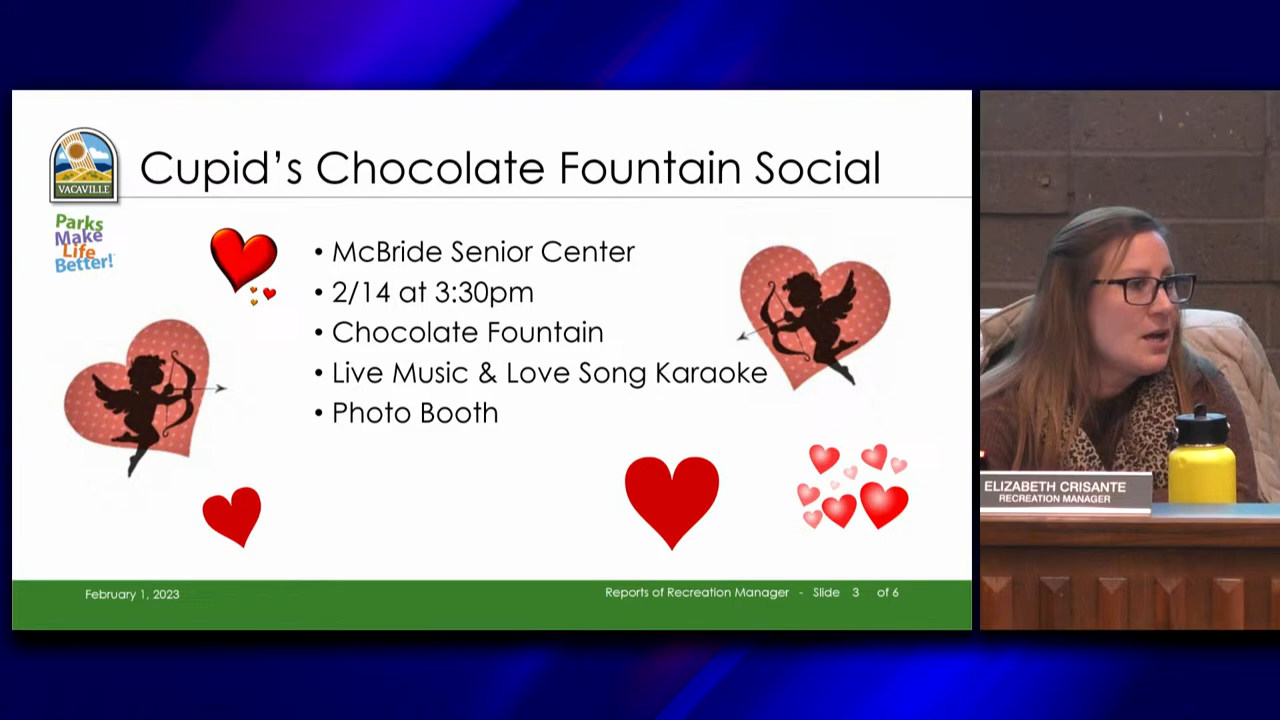 Cupid's Chocolate Fountain Social
VACAVILLE
Parks
Make
Life
Better!
• McBride Senior Center
• 2/14 at 3:30pm
• Chocolate Fountain
• Live Music & Love Song Karaoke
• Photo Booth
ELIZABETH CRISANTE
RECREATION MANAGER
February 1, 2023
Reports of Recreation Manager - Slide 3 of 6